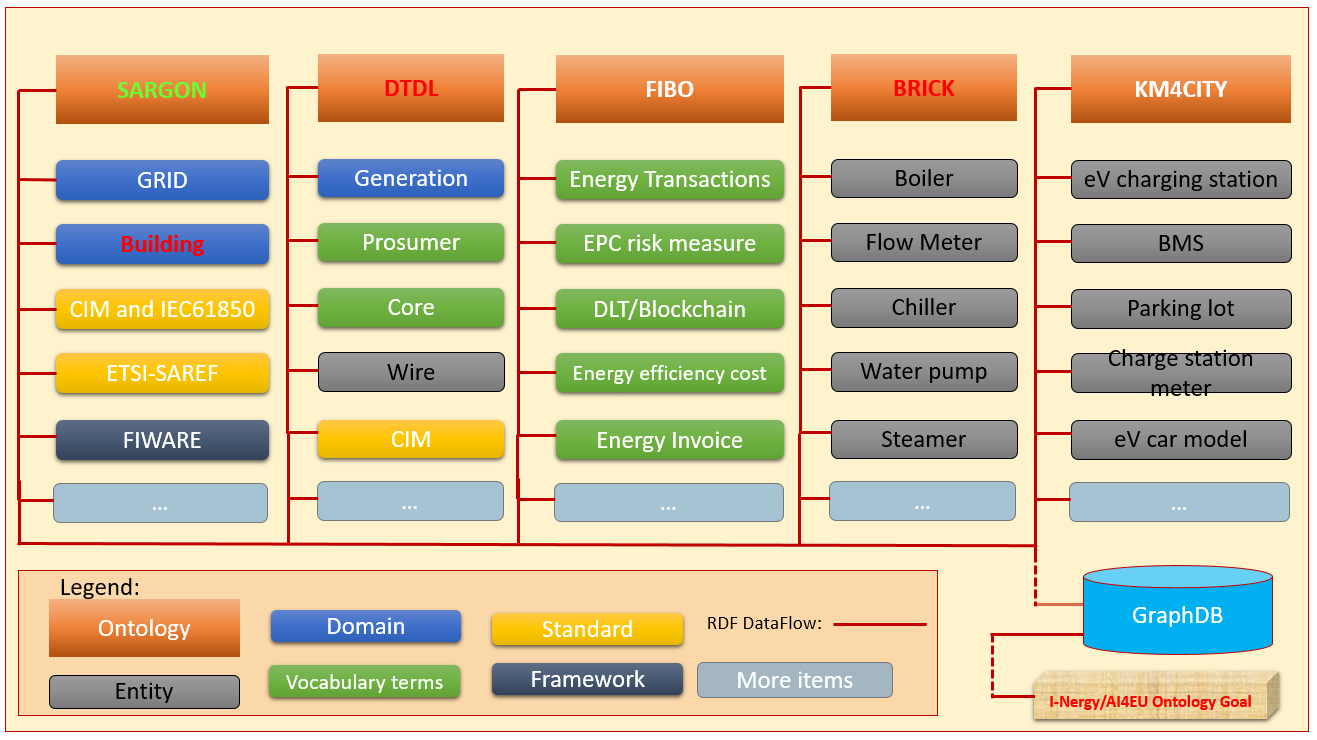 SARGON
GRID
Building
CIM and IEC61850
ETSI-SAREF
FIWARE
...
DTDL
Generation
Prosumer
Core
Wire
CIM
...
FIBO
Energy Transactions
EPC risk measure
DLT/Blockchain
Energy efficiency cost
Energy Invoice
...
BRICK
Boiler
Flow Meter
Chiller
Water pump
Steamer
...
KM4CITY
eV charging station
BMS
Parking lot
Charge station
meter
eV car model
...
Legend:
Ontology
Domain
Standard
RDF DataFlow:
Entity
Vocabulary terms
Framework
More items
GraphDB
I-Nergy/AI4EU Ontology Goal